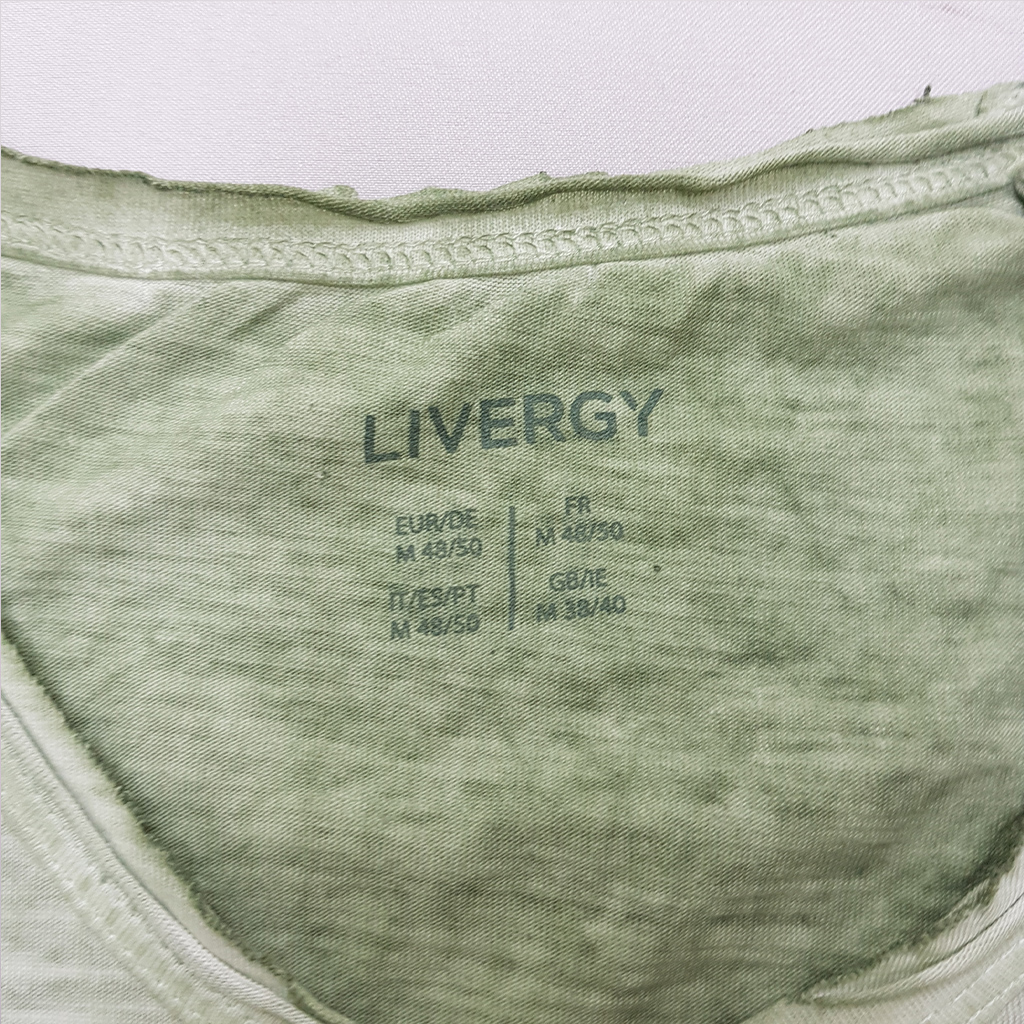 LIVERGY
EUR/DE
M 48/50
IT/ES/PT
M 48/50
FR
M 48/50
GB/IE
M 38/40